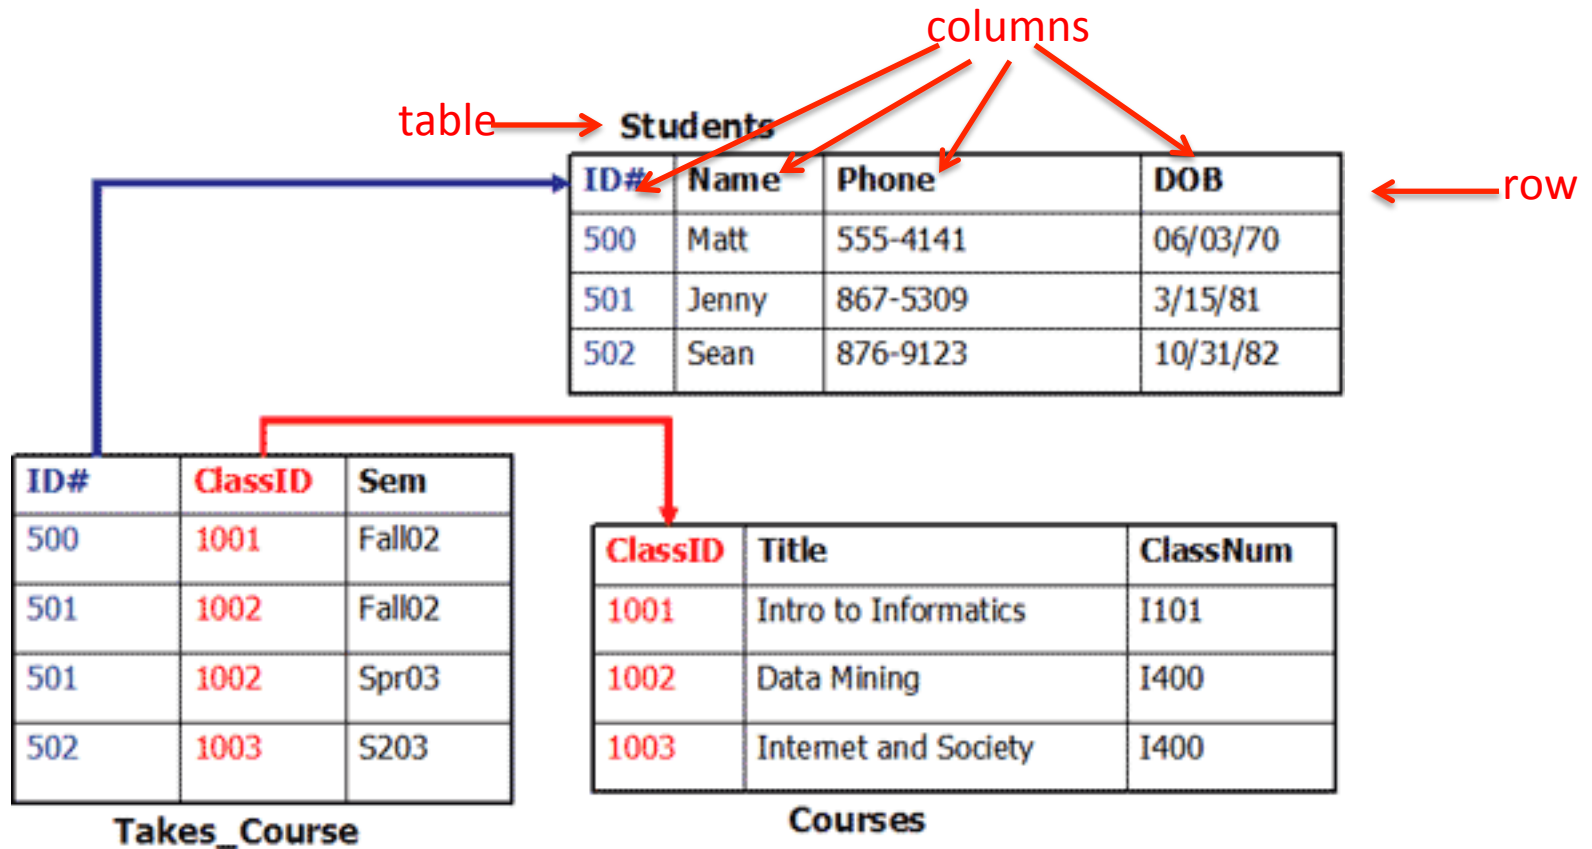 columns
table
Students
ID# Name Phone DOB
row
500 Matt 555-4141 06/03/70
501 Jenny 867-5309 3/15/81
502 Sean 876-9123 10/31/82
ID# ClassID Sem
500 1001 Fall02
501 1002 Fall02
501 1002 Spr03
502 1003 S203
Takes_Course
ClassID Title ClassNum
1001 Intro to Informatics I101
1002 Data Mining I400
1003 Internet and Society I400
Courses